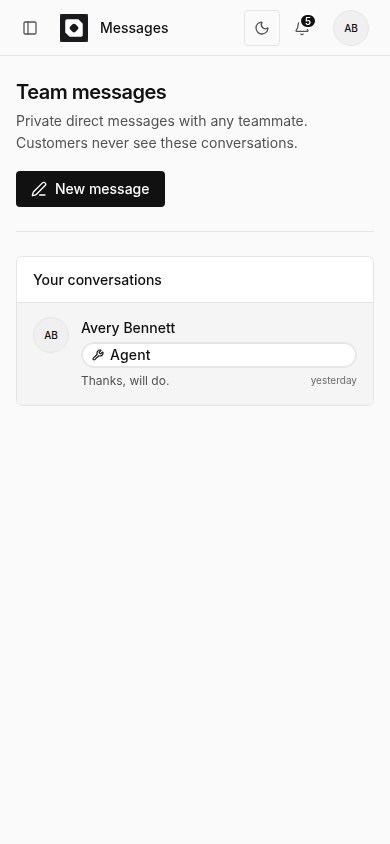 Messages
5
AB
Team messages
Private direct messages with any teammate.
Customers never see these conversations.
New message
Your conversations
AB
Avery Bennett
Agent
Thanks, will do.
yesterday